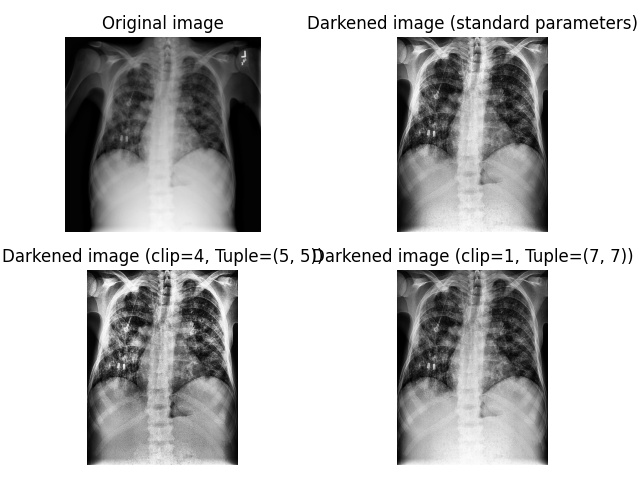 Original image
Darkened image (standard parameters)
Darkened image (clip=4, Tuple=(5, 5))
Darkened image (clip=1, Tuple=(7, 7))